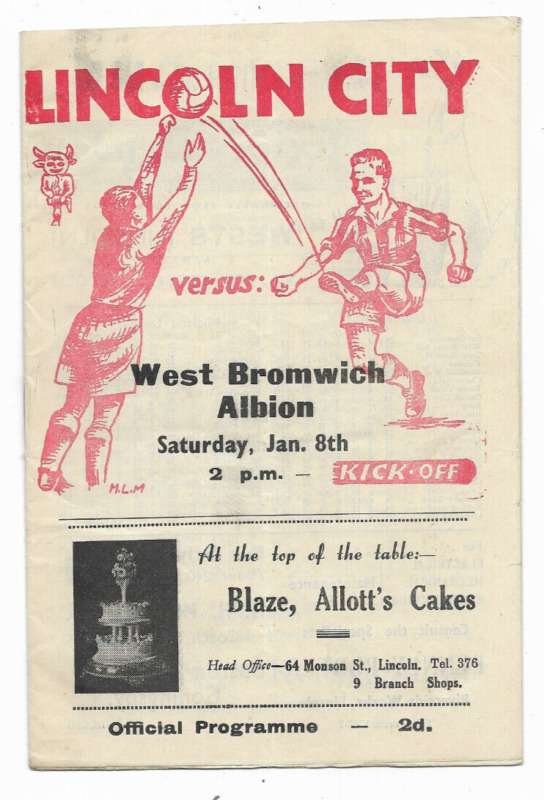 LINCOLN CITY
versus:
West Bromwich
Albion
Saturday, Jan. 8th
2 p.m. — KICK·OFF
M.L.M
At the top of the table:—
Blaze, Allott's Cakes
Head Office—64 Monson St., Lincoln. Tel. 376
9 Branch Shops.
Official Programme — 2d.